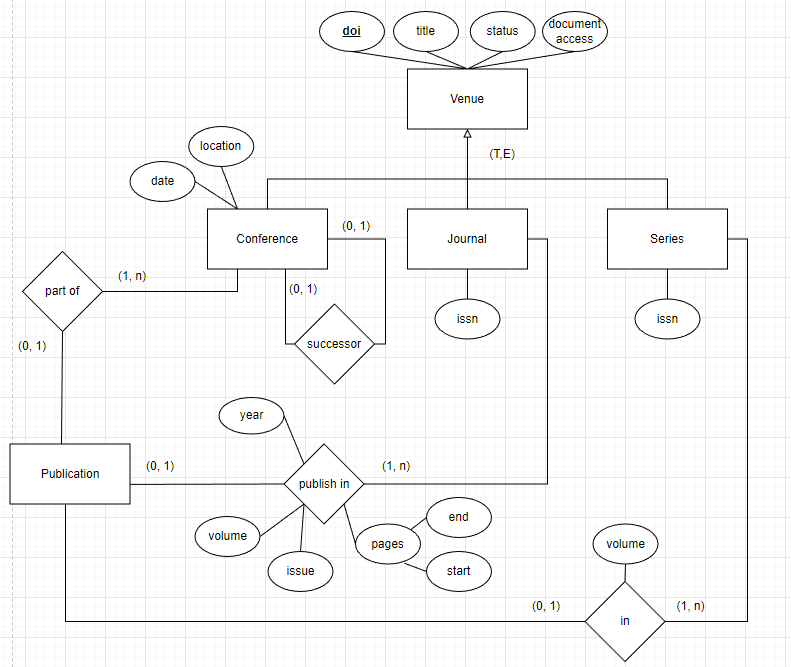 doi
title
status
document
access
Venue
(T,E)
location
date
Conference
(0, 1)
Journal
Series
(1, n)
part of
(0, 1)
issn
issn
(0, 1)
successor
year
Publication
(0, 1)
publish in
(1, n)
volume
issue
pages
end
start
volume
(0, 1)
in
(1, n)